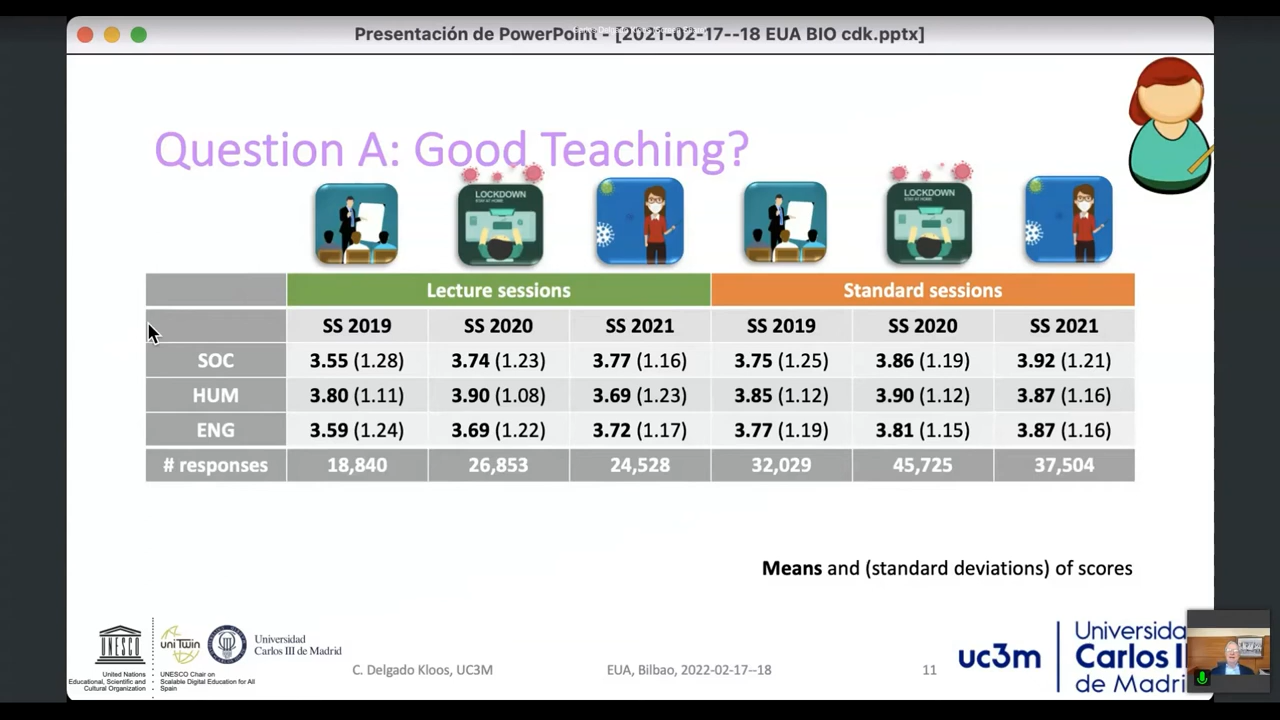 Presentación de PowerPoint - [2021-02-17--18 EUA BIO cdk.pptx]
Question A: Good Teaching?
LOCKDOWN
STAY AT HOME
LOCKDOWN
STAY AT HOME
Lecture sessions Standard sessions
SS 2019 SS 2020 SS 2021 SS 2019 SS 2020 SS 2021
SOC 3.55 (1.28) 3.74 (1.23) 3.77 (1.16) 3.75 (1.25) 3.86 (1.19) 3.92 (1.21)
HUM 3.80 (1.11) 3.90 (1.08) 3.69 (1.23) 3.85 (1.12) 3.90 (1.12) 3.87 (1.16)
ENG 3.59 (1.24) 3.69 (1.22) 3.72 (1.17) 3.77 (1.19) 3.81 (1.15) 3.87 (1.16)
# responses 18,840 26,853 24,528 32,029 45,725 37,504
Means and (standard deviations) of scores
UNESCO
United Nations
Educational, Scientific and
Cultural Organization
uniTwin
UNESCO Chair on
Scalable Digital Education for All
Spain
Universidad
Carlos III de Madrid
C. Delgado Kloos, UC3M
EUA, Bilbao, 2022-02-17--18
11
uc3m
Universida
Carlos II
de Madri